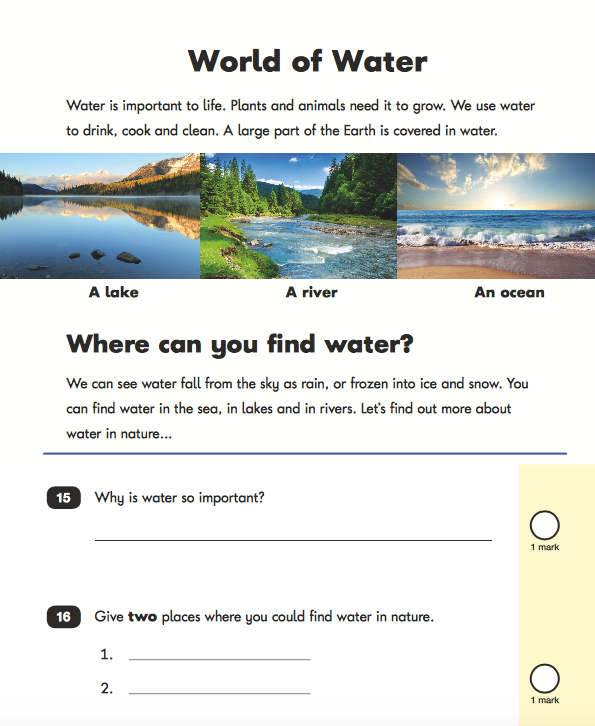 World of Water
Water is important to life. Plants and animals need it to grow. We use water
to drink, cook and clean. A large part of the Earth is covered in water.
A lake
A river
An ocean
Where can you find water?
We can see water fall from the sky as rain, or frozen into ice and snow. You
can find water in the sea, in lakes and in rivers. Let's find out more about
water in nature...
15 Why is water so important?
1 mark
16 Give two places where you could find water in nature.
1.
2.
1 mark